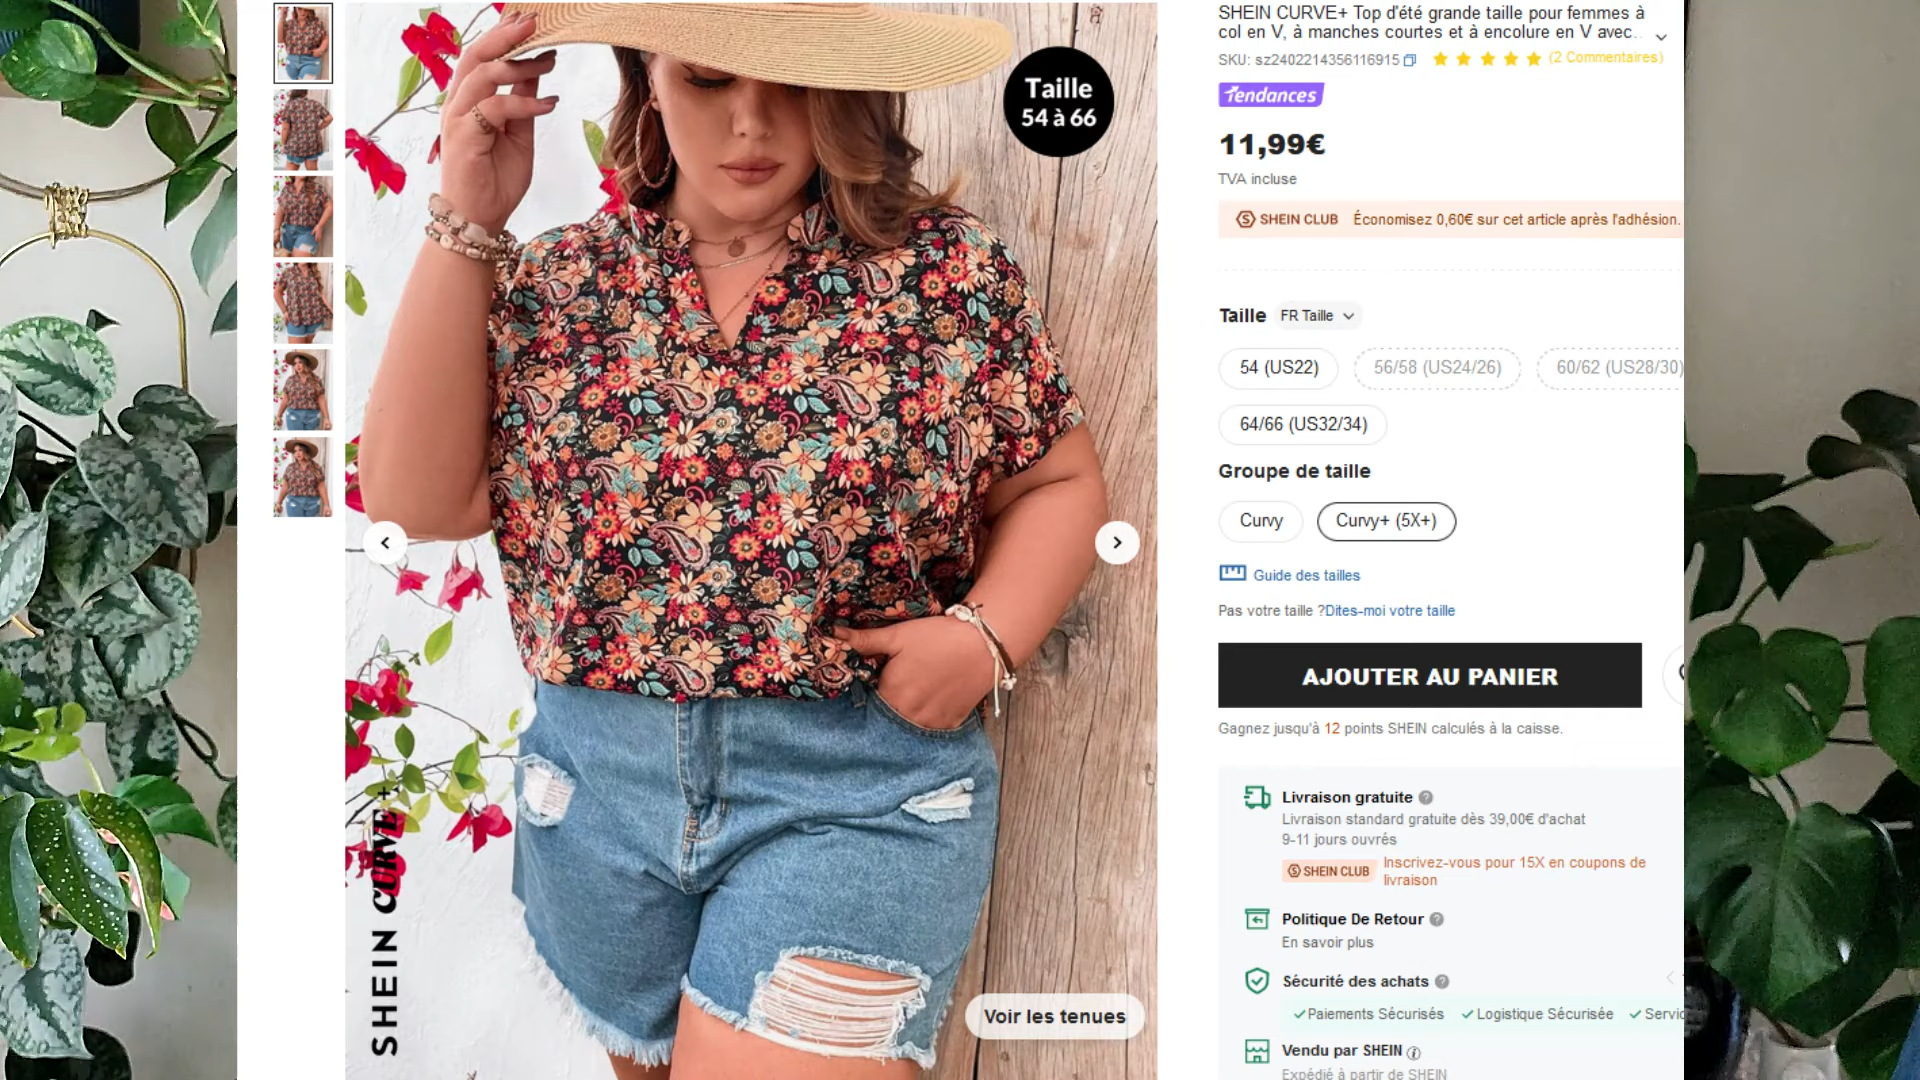 SHEIN CURVE+ Top d'été grande taille pour femmes à
col en V, à manches courtes et à encolure en V avec...
SKU: sz2402214356116915
(2 Commentaires)
Tendances
11,99€
TVA incluse
SHEIN CLUB
Économisez 0,60€ sur cet article après l'adhésion.
Taille
54 à 66
Taille
FR Taille
54 (US22)
56/58 (US24/26)
60/62 (US28/30)
64/66 (US32/34)
Groupe de taille
Curvy
Curvy+ (5X+)
Guide des tailles
Pas votre taille ?Dites-moi votre taille
AJOUTER AU PANIER
Gagnez jusqu'à 12 points SHEIN calculés à la caisse.
Livraison gratuite
Livraison standard gratuite dès 39,00€ d'achat
9-11 jours ouvrés
SHEIN CLUB
Inscrivez-vous pour 15X en coupons de
livraison
Politique De Retour
En savoir plus
Sécurité des achats
Paiements Sécurisés
Logistique Sécurisée
Servic
Vendu par SHEIN
Expédié à partir de SHEIN
SHEIN CURVE+
Voir les tenues